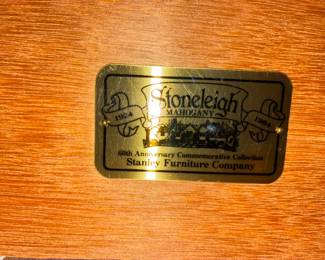 Stoneleigh
MAHOGANY
1924
1984
60th Anniversary Commemorative Collection
Stanley Furniture Company